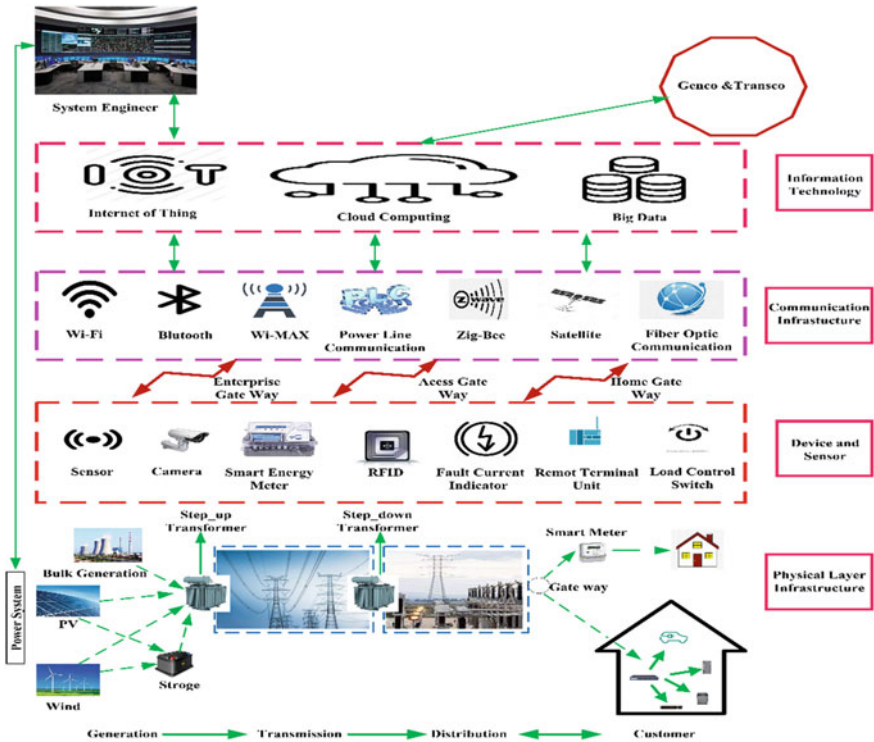 Genco &Transco
System Engineer
IOT
Internet of Thing
Cloud Computing
Big Data
Information
Technology
Wi-Fi
Blutooth
Wi-MAX
PLC
Power Line
Communication
Z wave
Zig-Bee
Satellite
Fiber Optic
Communication
Communication
Infrastucture
Enterprise
Gate Way
Acess Gate
Way
Home Gate
Way
Sensor
Camera
Smart Energy
Meter
RFID
Fault Current
Indicator
Remot Terminal
Unit
Load Control
Switch
Device and
Sensor
Step_up
Transformer
Step_down
Transformer
Smart Meter
Bulk Generation
PV
Wind
Stroge
Gate way
Physical Layer
Infrastructure
Power System
Generation
Transmission
Distribution
Customer